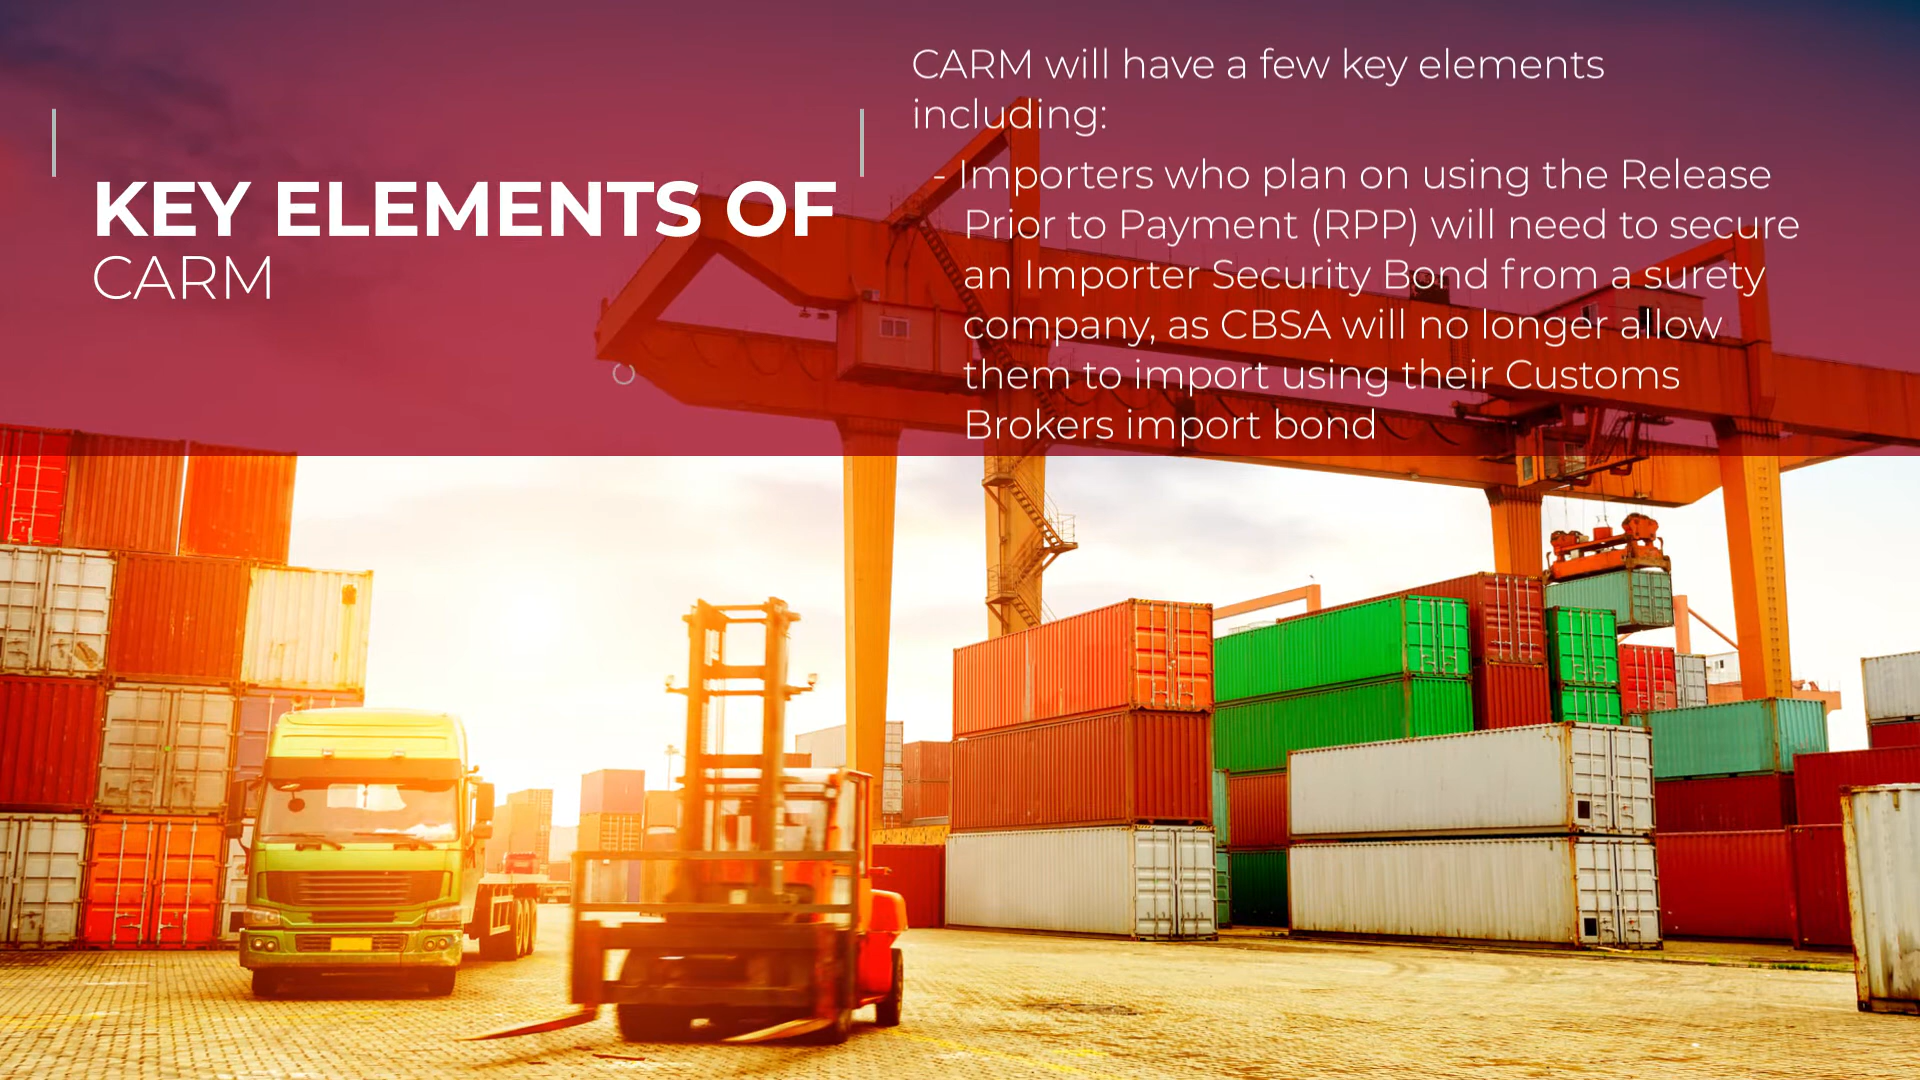 KEY ELEMENTS OF
CARM
CARM will have a few key elements
including:
- Importers who plan on using the Release
Prior to Payment (RPP) will need to secure
an Importer Security Bond from a surety
company, as CBSA will no longer allow
them to import using their Customs
Brokers import bond